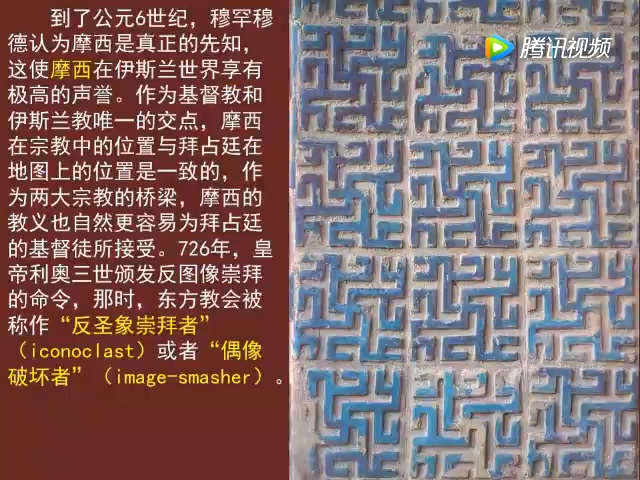 到了公元6世纪，穆罕穆
德认为摩西是真正的先知，
这使摩西在伊斯兰世界享有
极高的声誉。作为基督教和
伊斯兰教唯一的交点，摩西
在宗教中的位置与拜占廷在
地图上的位置是一致的，作
为两大宗教的桥梁，摩西的
教义也自然更容易为拜占廷
的基督徒所接受。726年，皇
帝利奥三世颁发反图像崇拜
的命令，那时，东方教会被
称作“反圣象崇拜者”
（iconoclast）或者“偶像
破坏者”（image-smasher）。
腾讯视频